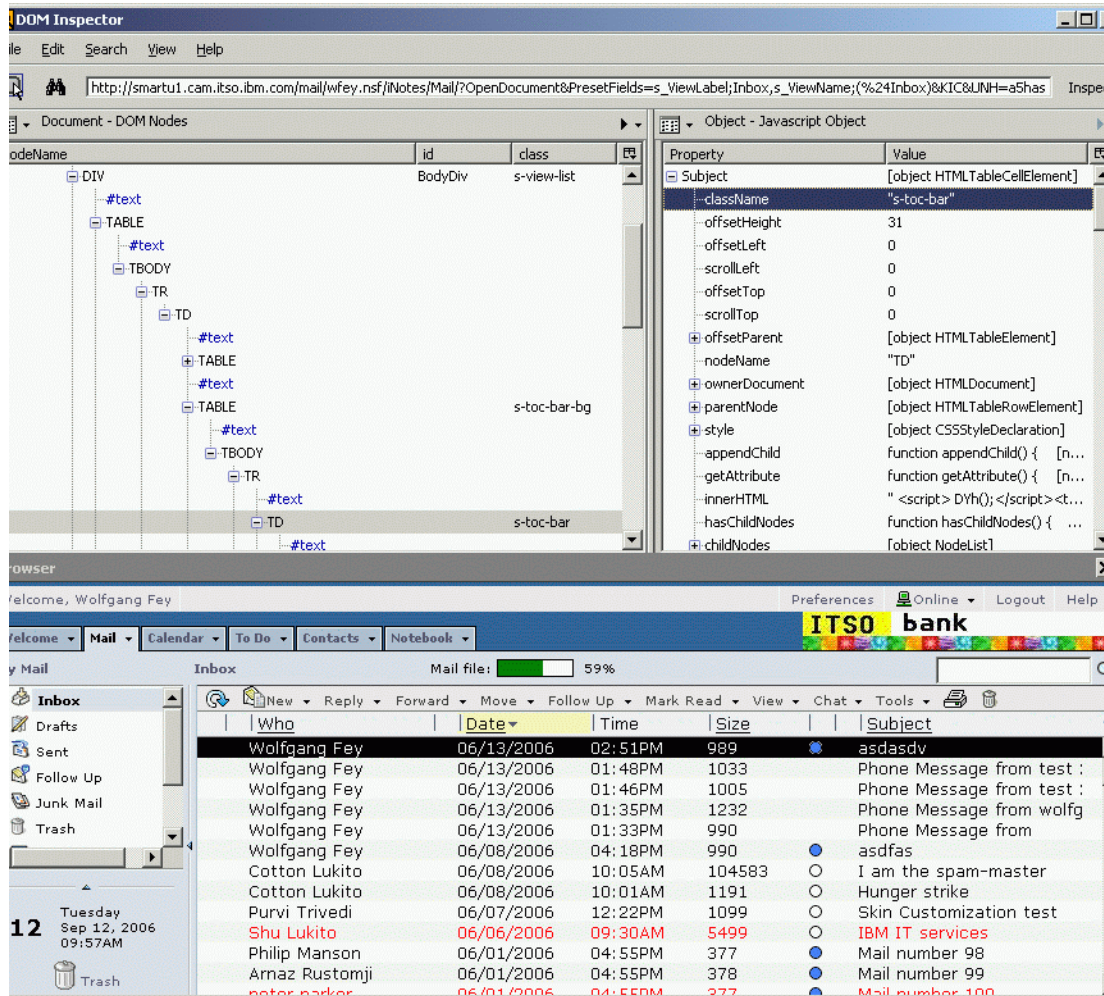 DOM Inspector
ile Edit Search View Help
http://smartu1.cam.itso.ibm.com/mail/wfey.nsf/iNotes/Mail/?OpenDocument&PresetFields=s_ViewLabel;Inbox,s_ViewName;(%24Inbox)&KIC&UNH=a5has Inspe
Document - DOM Nodes
odeName id class
DIV BodyDiv s-view-list
#text
TABLE
#text
TBODY
TR
TD
#text
TABLE
#text
TABLE s-toc-bar-bg
#text
TBODY
TR
#text
TD s-toc-bar
#text
Object - Javascript Object
Property Value
Subject [object HTMLTableCellElement]
className "s-toc-bar"
offsetHeight 31
offsetLeft 0
scrollLeft 0
offsetTop 0
scrollTop 0
offsetParent [object HTMLTableElement]
nodeName "TD"
ownerDocument [object HTMLDocument]
parentNode [object HTMLTableRowElement]
style [object CSSStyleDeclaration]
appendChild function appendChild() { [n...
getAttribute function getAttribute() { [n...
innerHTML " <script> DYh();</script><t...
hasChildNodes function hasChildNodes() { ...
childNodes [object NodeList]
rowser
elcome, Wolfgang Fey Preferences Online Logout Help
ITSO bank
elcome Mail Calendar To Do Contacts Notebook
y Mail Inbox Mail file: 59%
Inbox
Drafts
Sent
Follow Up
Junk Mail
Trash
12 Tuesday
Sep 12, 2006
09:57AM
Trash
New Reply Forward Move Follow Up Mark Read View Chat Tools
Who Date Time Size Subject
Wolfgang Fey 06/13/2006 02:51PM 989 asdasdv
Wolfgang Fey 06/13/2006 01:48PM 1033 Phone Message from test
Wolfgang Fey 06/13/2006 01:46PM 1005 Phone Message from test
Wolfgang Fey 06/13/2006 01:35PM 1232 Phone Message from wolfg
Wolfgang Fey 06/13/2006 01:33PM 990 Phone Message from
Wolfgang Fey 06/08/2006 04:18PM 990 asdfas
Cotton Lukito 06/08/2006 10:05AM 104583 I am the spam-master
Cotton Lukito 06/08/2006 10:01AM 1191 Hunger strike
Purvi Trivedi 06/07/2006 12:22PM 1099 Skin Customization test
Shu Lukito 06/06/2006 09:30AM 5499 IBM IT services
Philip Manson 06/01/2006 04:55PM 377 Mail number 98
Arnaz Rustomji 06/01/2006 04:55PM 378 Mail number 99
peter parker 06/01/2006 04:55PM 377 Mail number 100